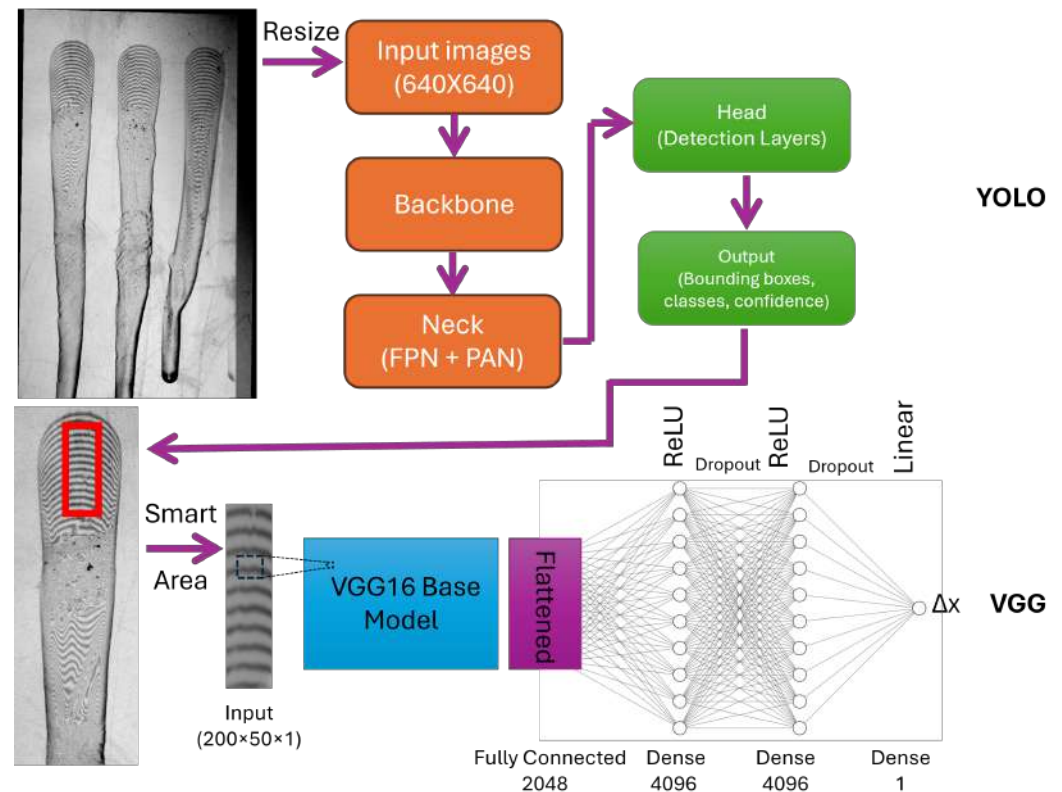 Resize
Input images
(640X640)
Backbone
Neck
(FPN + PAN)
Head
(Detection Layers)
Output
(Bounding boxes,
classes, confidence)
YOLO
Smart
Area
Input
(200×50×1)
VGG16 Base
Model
Flattened
ReLU
Dropout
ReLU
Dropout
Linear
Δx
VGG
Fully Connected
2048
Dense
4096
Dense
4096
Dense
1